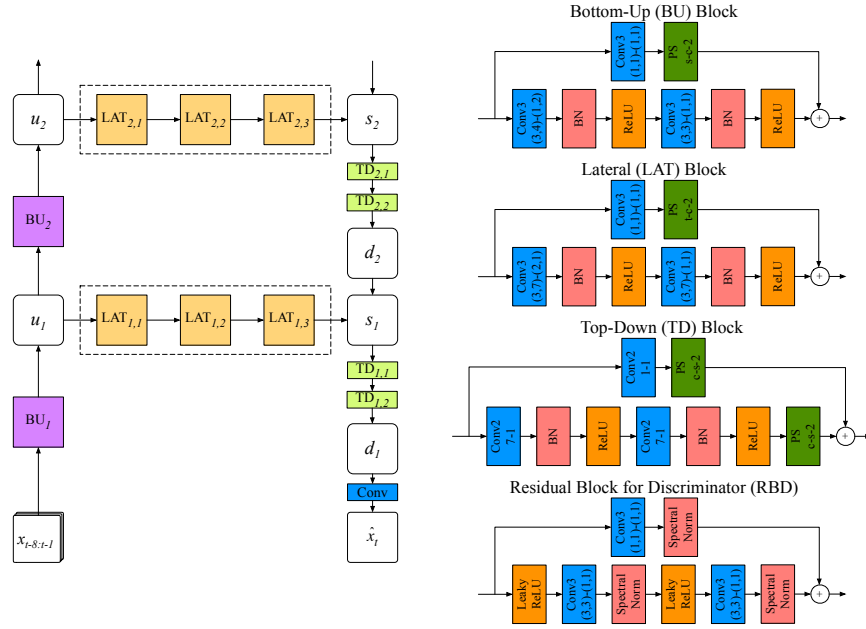 u2
LAT2,1
LAT2,2
LAT2,3
s2
TD2,1
TD2,2
BU2
d2
u1
LAT1,1
LAT1,2
LAT1,3
s1
TD1,1
TD1,2
BU1
d1
Conv
xt-8:t-1
x̂t
Bottom-Up (BU) Block
Conv3
(1,1)-(1,1)
PS
s-c-2
Conv3
(3,4)-(1,2)
BN
ReLU
Conv3
(3,3)-(1,1)
BN
ReLU
+
Lateral (LAT) Block
Conv3
(1,1)-(1,1)
PS
t-c-2
Conv3
(3,7)-(2,1)
BN
ReLU
Conv3
(3,7)-(1,1)
BN
ReLU
+
Top-Down (TD) Block
Conv2
1-1
PS
c-s-2
Conv2
7-1
BN
ReLU
Conv2
7-1
BN
ReLU
PS
c-s-2
+
Residual Block for Discriminator (RBD)
Conv3
(1,1)-(1,1)
Spectral
Norm
Leaky
ReLU
Conv3
(3,3)-(1,1)
Spectral
Norm
Leaky
ReLU
Conv3
(3,3)-(1,1)
Spectral
Norm
+